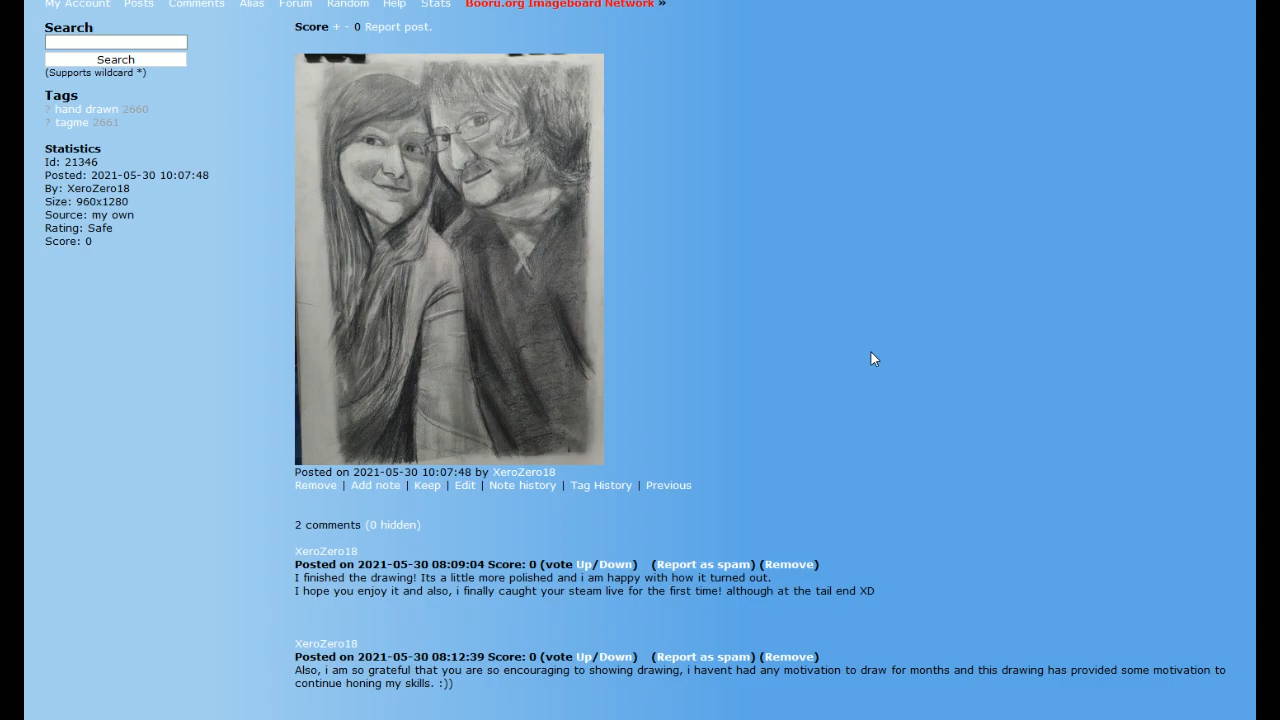 My Account Posts Comments Alias Forum Random Help Stats Booru.org Imageboard Network »
Search
Score + - 0 Report post.
Search
(Supports wildcard *)
Tags
? hand drawn 2660
? tagme 2661
Statistics
Id: 21346
Posted: 2021-05-30 10:07:48
By: XeroZero18
Size: 960x1280
Source: my own
Rating: Safe
Score: 0
Posted on 2021-05-30 10:07:48 by XeroZero18
Remove | Add note | Keep | Edit | Note history | Tag History | Previous
2 comments (0 hidden)
XeroZero18
Posted on 2021-05-30 08:09:04 Score: 0 (vote Up/Down) (Report as spam) (Remove)
I finished the drawing! Its a little more polished and i am happy with how it turned out.
I hope you enjoy it and also, i finally caught your steam live for the first time! although at the tail end XD
XeroZero18
Posted on 2021-05-30 08:12:39 Score: 0 (vote Up/Down) (Report as spam) (Remove)
Also, i am so grateful that you are so encouraging to showing drawing, i havent had any motivation to draw for months and this drawing has provided some motivation to
continue honing my skills. :))